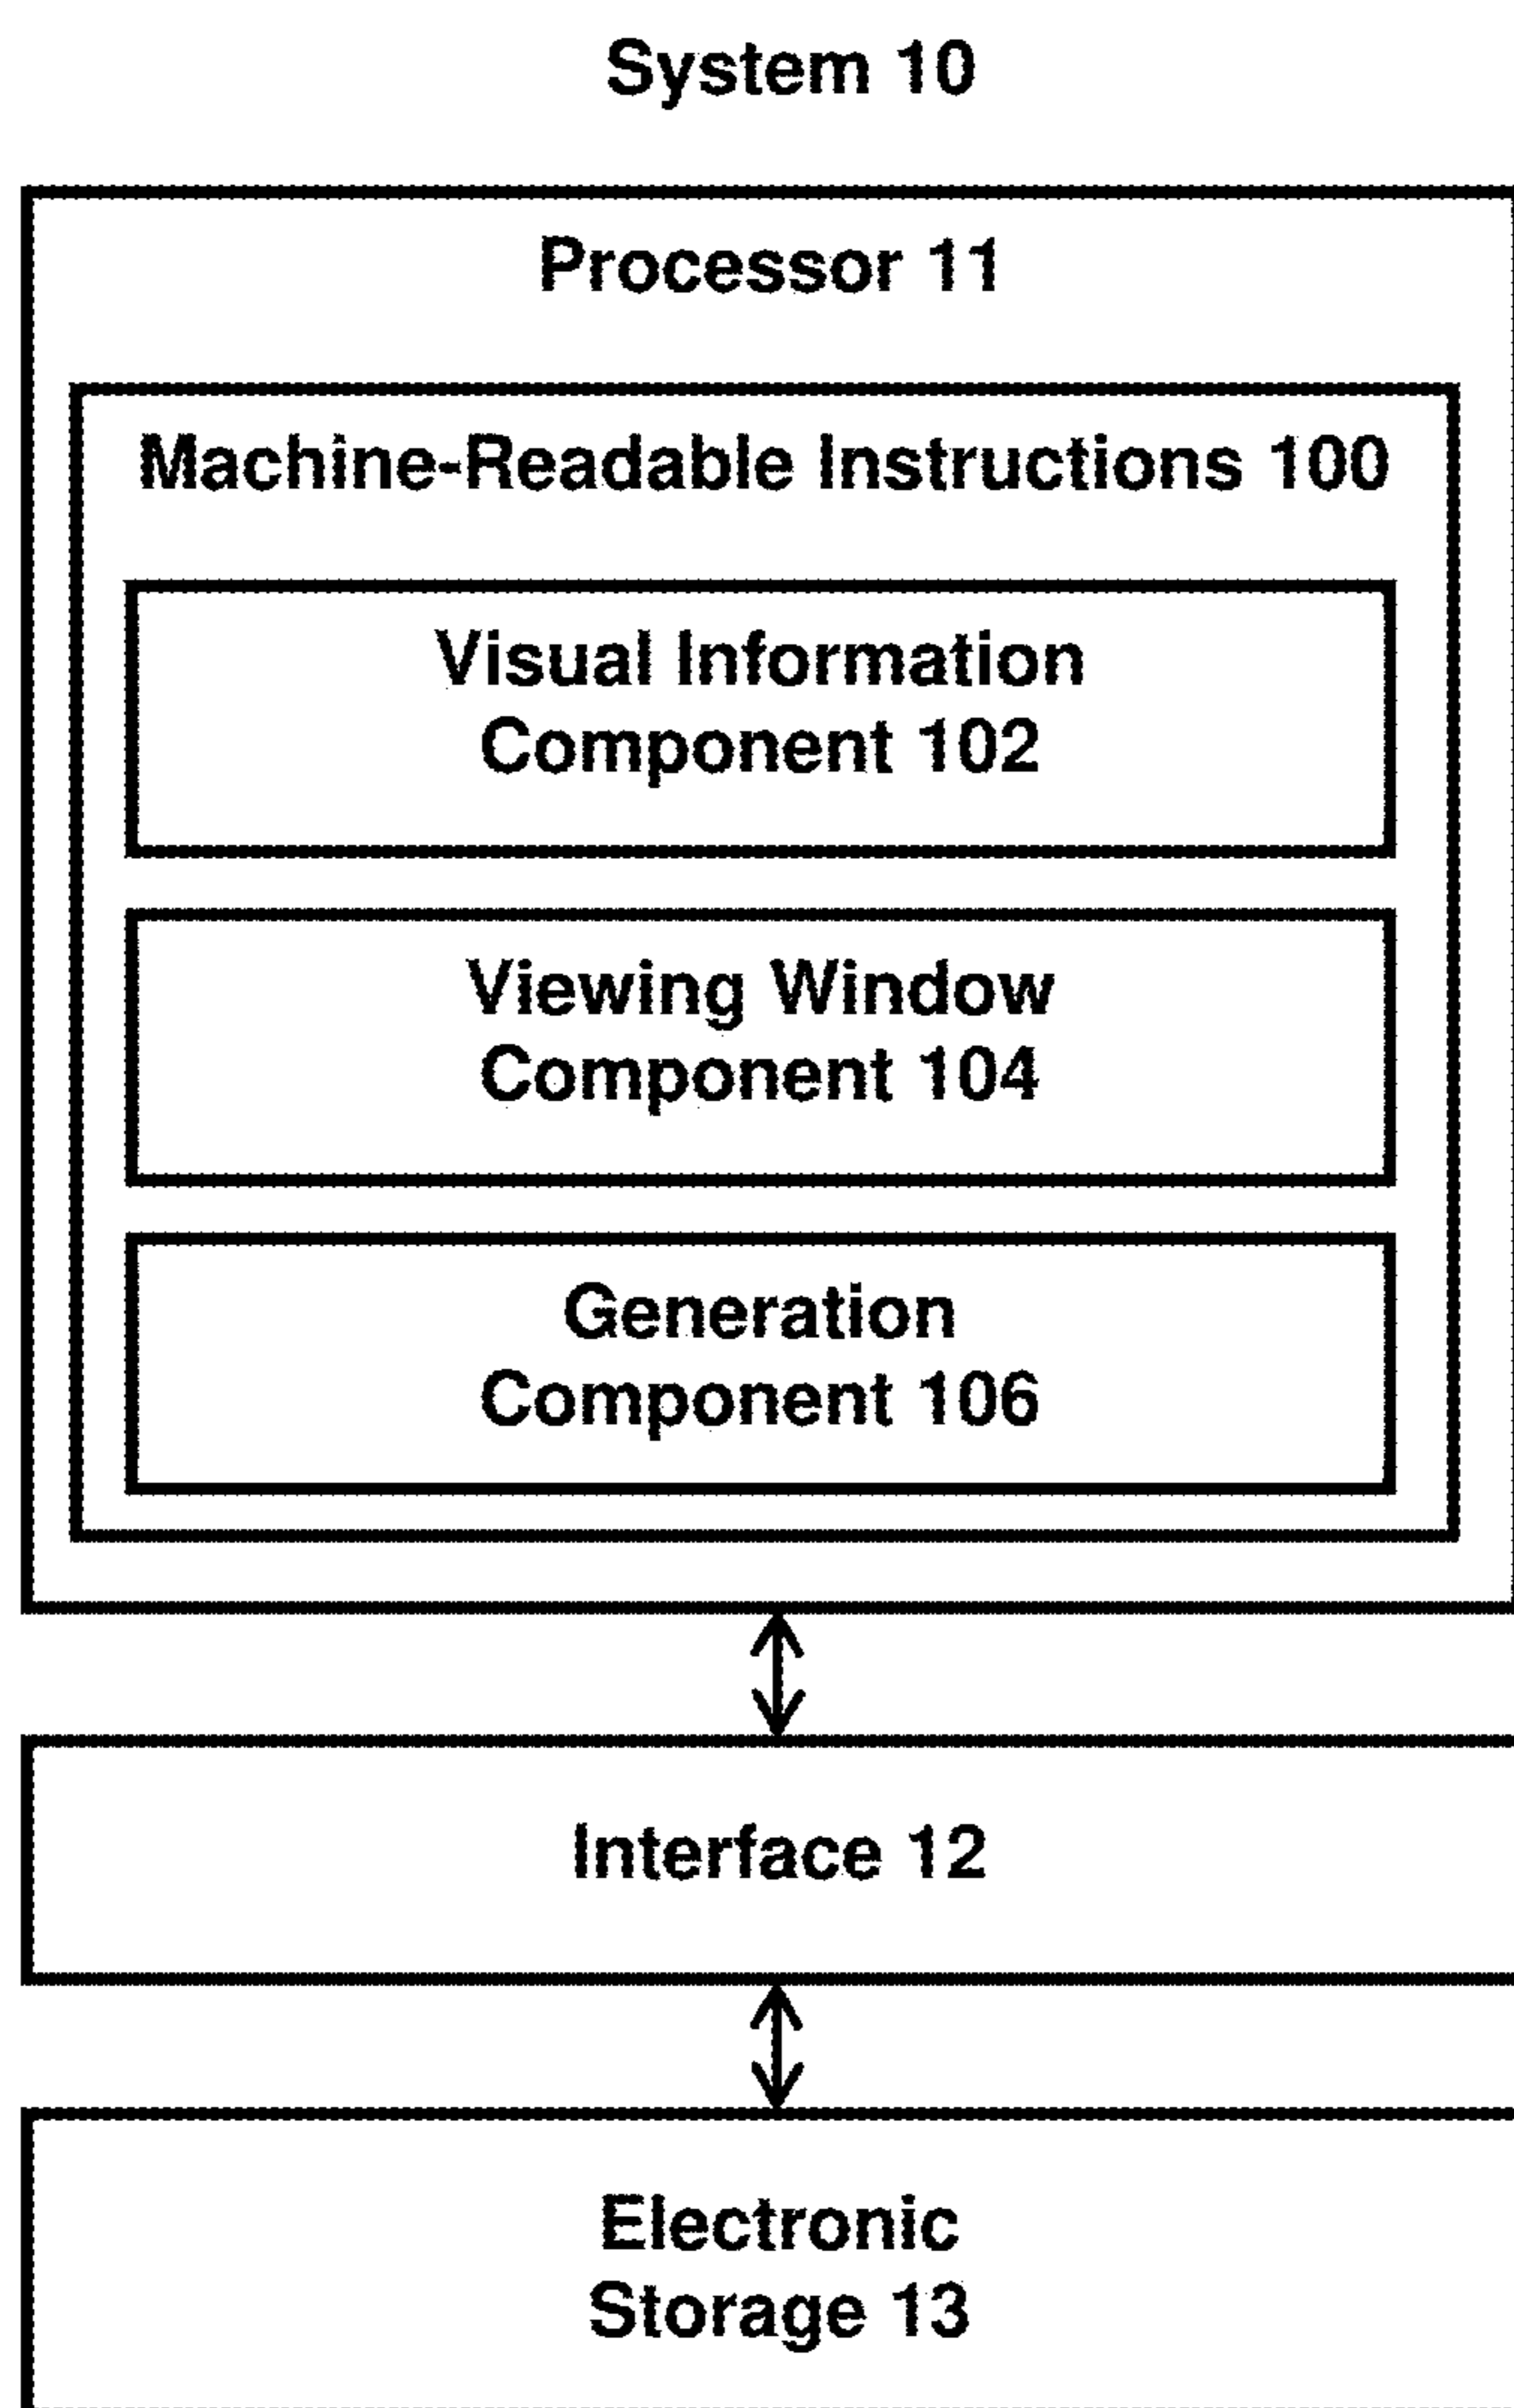 System 10
Processor 11
Machine-Readable Instructions 100
Visual Information
Component 102
Viewing Window
Component 104
Generation
Component 106
Interface 12
Electronic
Storage 13